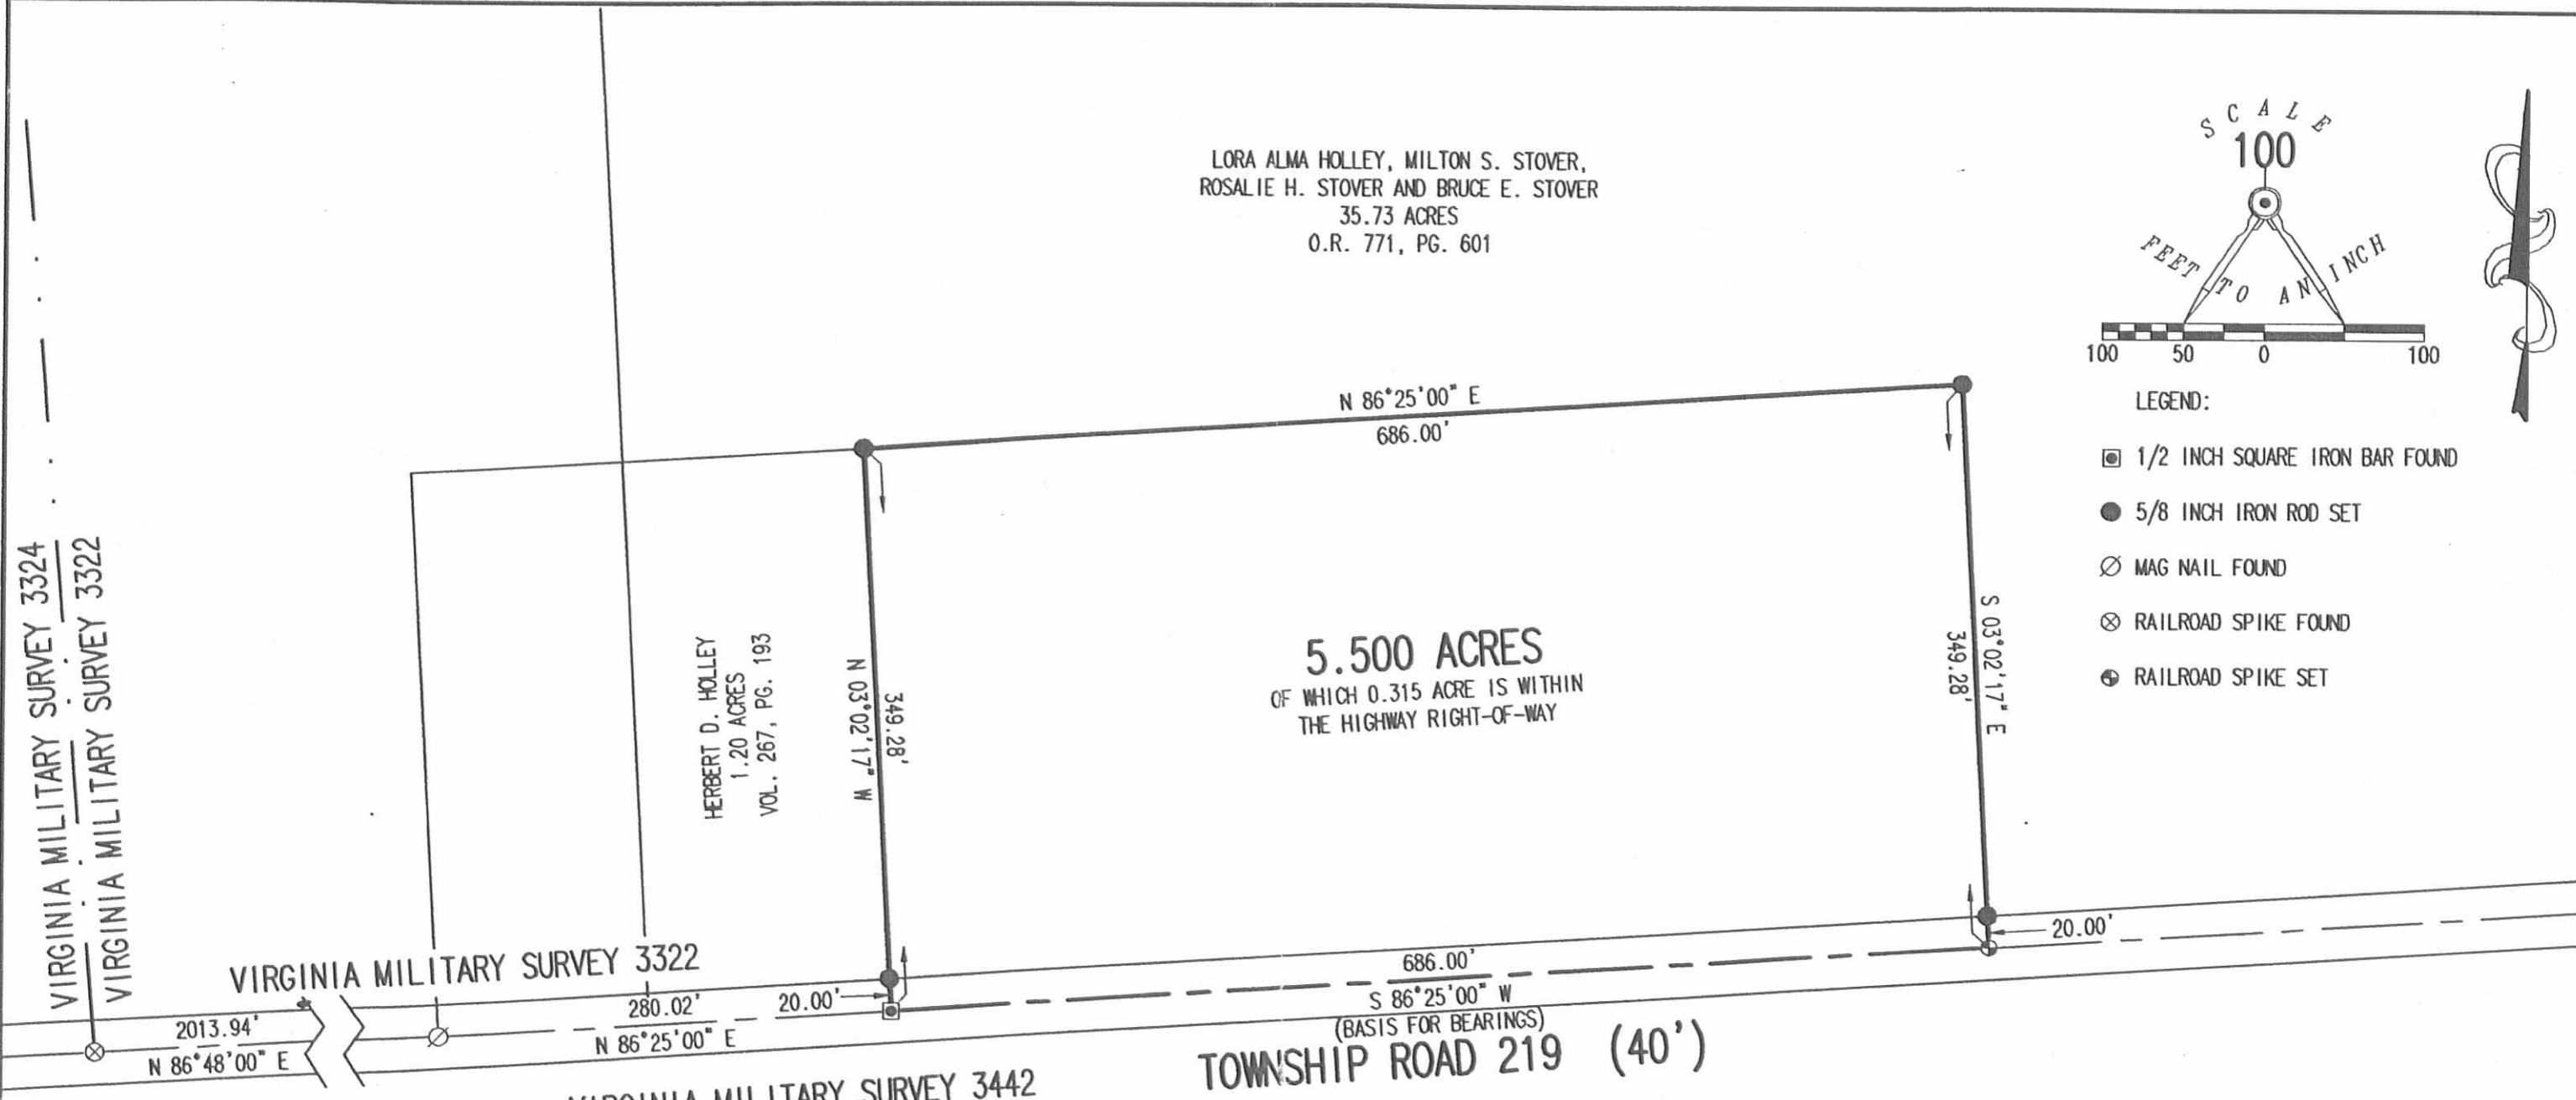 LORA ALMA HOLLEY, MILTON S. STOVER,
ROSALIE H. STOVER AND BRUCE E. STOVER
35.73 ACRES
O.R. 771, PG. 601
SCALE
100
FEET TO AN INCH
100 50 0 100
LEGEND:
1/2 INCH SQUARE IRON BAR FOUND
5/8 INCH IRON ROD SET
MAG NAIL FOUND
RAILROAD SPIKE FOUND
RAILROAD SPIKE SET
N 86°25'00" E
686.00'
VIRGINIA MILITARY SURVEY 3324
VIRGINIA MILITARY SURVEY 3322
HERBERT D. HOLLEY
1.20 ACRES
VOL. 267, PG. 193
N 03°02'17" W
349.28'
5.500 ACRES
OF WHICH 0.315 ACRE IS WITHIN
THE HIGHWAY RIGHT-OF-WAY
S 03°02'17" E
349.28'
20.00'
VIRGINIA MILITARY SURVEY 3322
2013.94'
N 86°48'00" E
280.02'
N 86°25'00" E
20.00'
686.00'
S 86°25'00" W
(BASIS FOR BEARINGS)
TOWNSHIP ROAD 219 (40')
VIRGINIA MILITARY SURVEY 3442